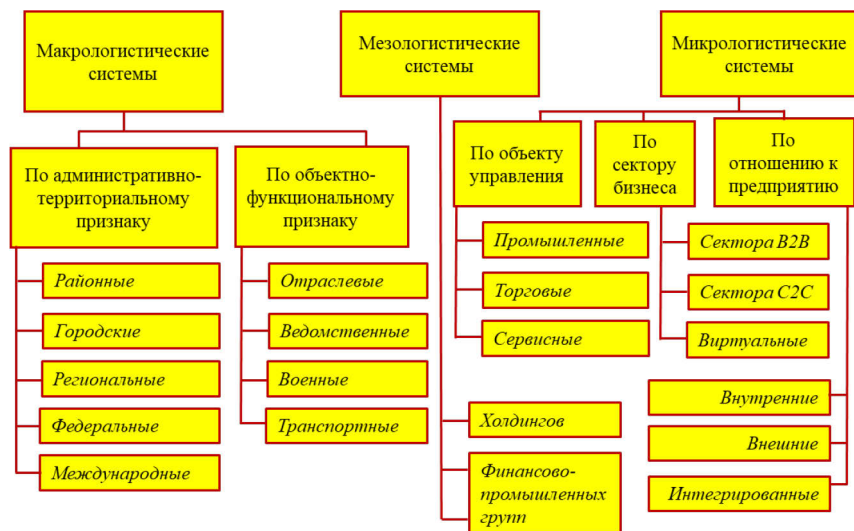 Макрологистические
системы
По административно-
территориальному
признаку
Районные
Городские
Региональные
Федеральные
Международные
По объектно-
функциональному
признаку
Отраслевые
Ведомственные
Военные
Транспортные
Мезологистические
системы
Холдингов
Финансово-
промышленных
групп
Микрологистические
системы
По объекту
управления
Промышленные
Торговые
Сервисные
По
сектору
бизнеса
Сектора B2B
Сектора C2C
Виртуальные
По
отношению к
предприятию
Внутренние
Внешние
Интегрированные